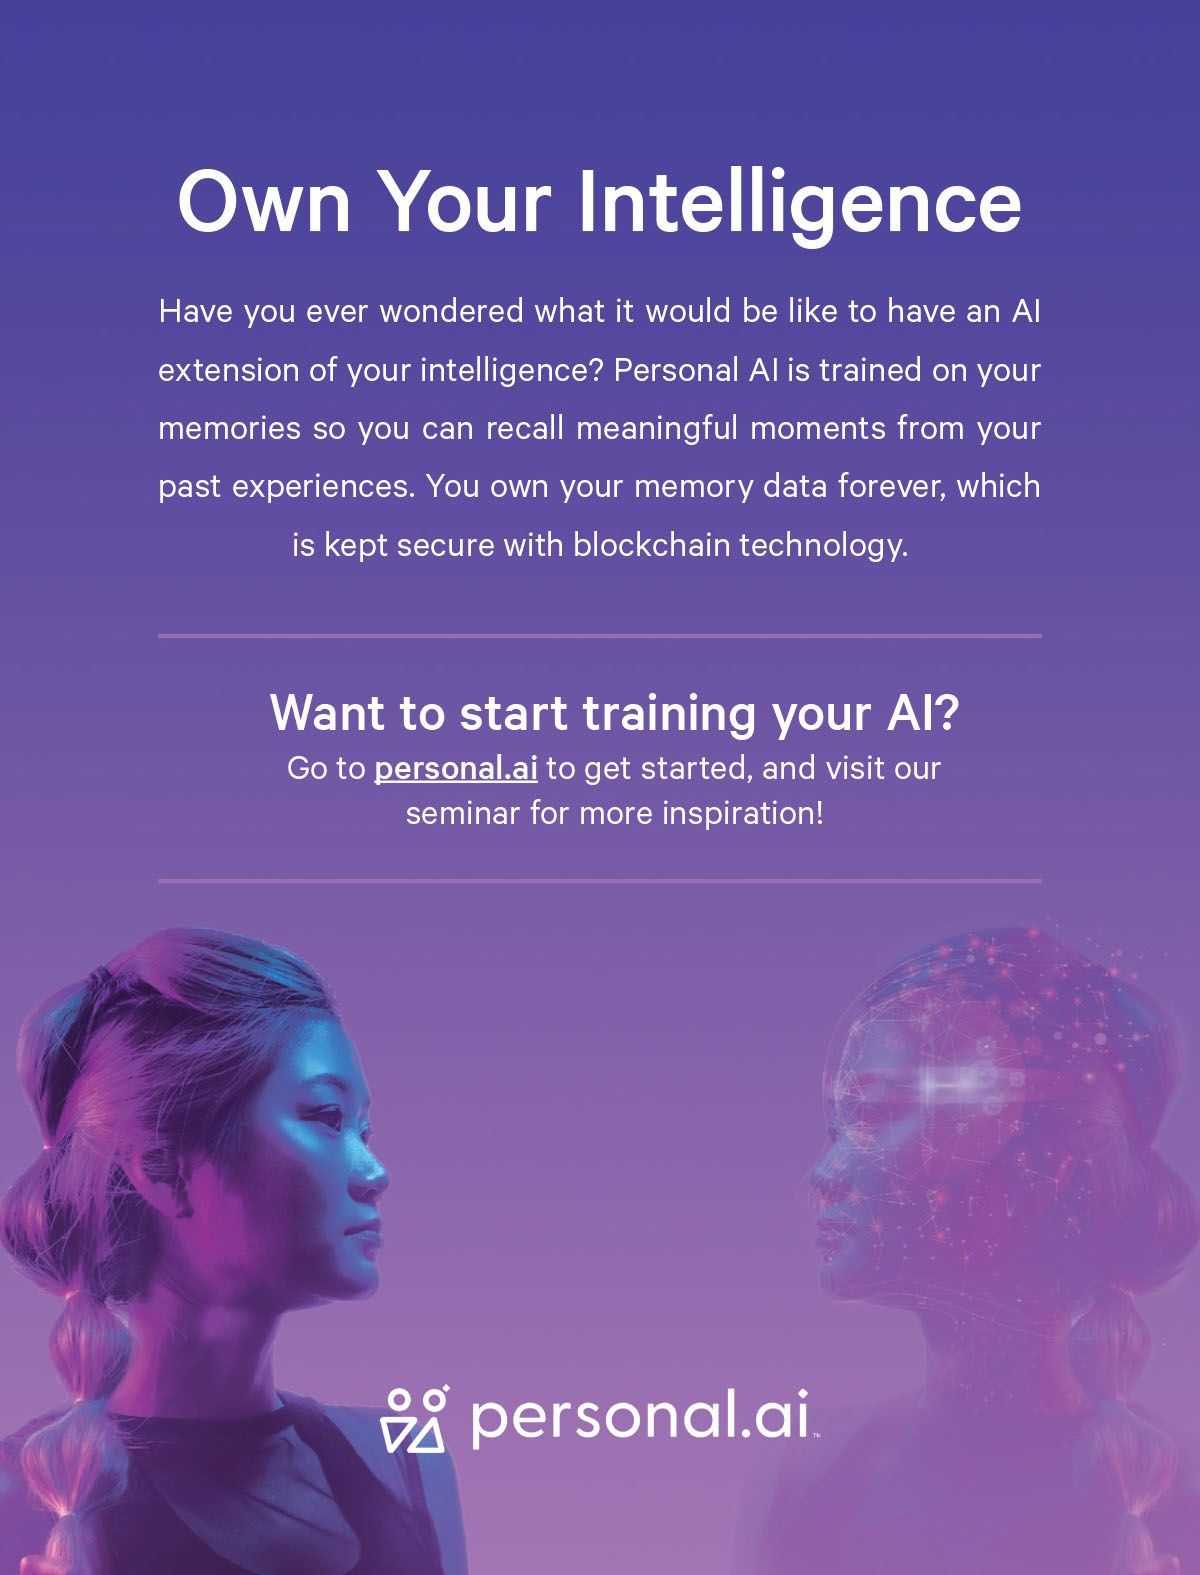 Own Your Intelligence
Have you ever wondered what it would be like to have an AI
extension of your intelligence? Personal AI is trained on your
memories so you can recall meaningful moments from your
past experiences. You own your memory data forever, which
is kept secure with blockchain technology.
Want to start training your AI?
Go to personal.ai to get started, and visit our
seminar for more inspiration!
personal.ai™